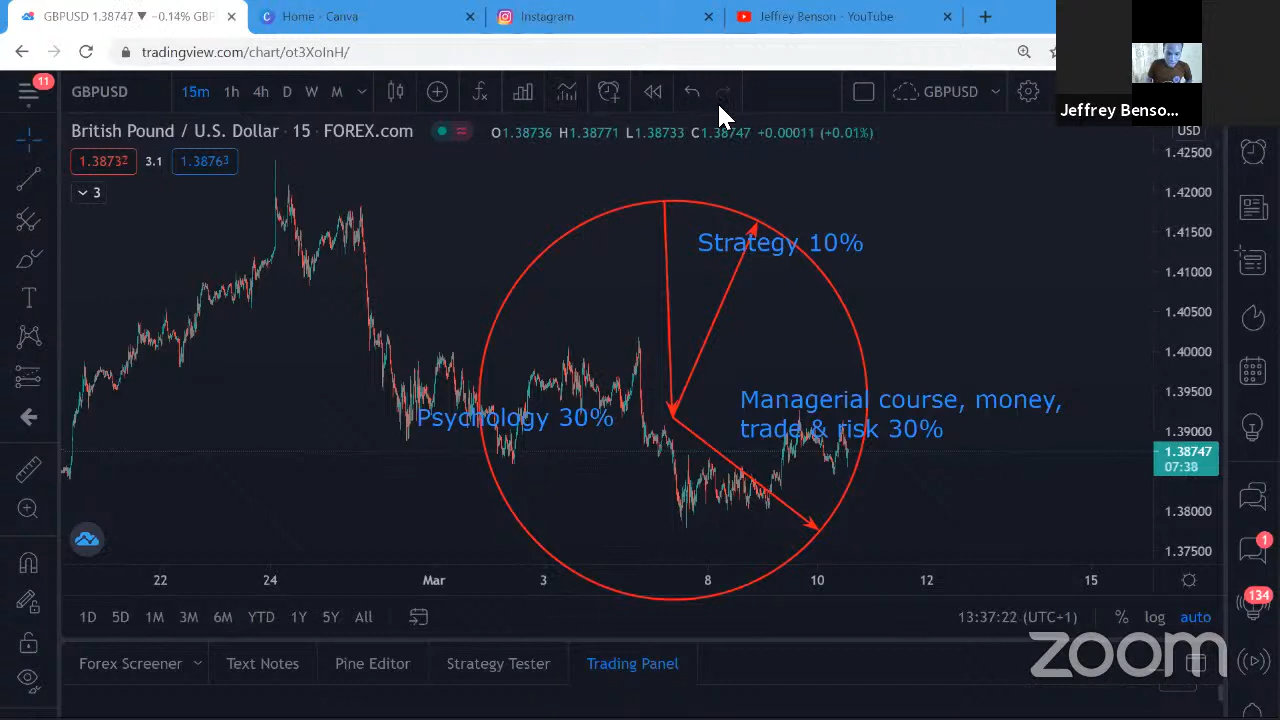 GBPUSD 1.38747 ▼ −0.14% GBP
Home - Canva
Instagram
Jeffrey Benson - YouTube
tradingview.com/chart/ot3XoInH/
Jeffrey Benso...
11
GBPUSD
15m 1h 4h D W M
GBPUSD
British Pound / U.S. Dollar · 15 · FOREX.com
O1.38736 H1.38771 L1.38733 C1.38747 +0.00011 (+0.01%)
USD
1.38732 3.1 1.38763
3
1.42500
1.42000
1.41500
1.41000
1.40500
1.40000
1.39500
1.39000
1.38747
07:38
1.38000
1.37500
Strategy 10%
Psychology 30%
Managerial course, money,
trade & risk 30%
22 24 Mar 3 8 10 12 15
1D 5D 1M 3M 6M YTD 1Y 5Y All
13:37:22 (UTC+1) % log auto
1
134
Forex Screener Text Notes Pine Editor Strategy Tester Trading Panel
zoom